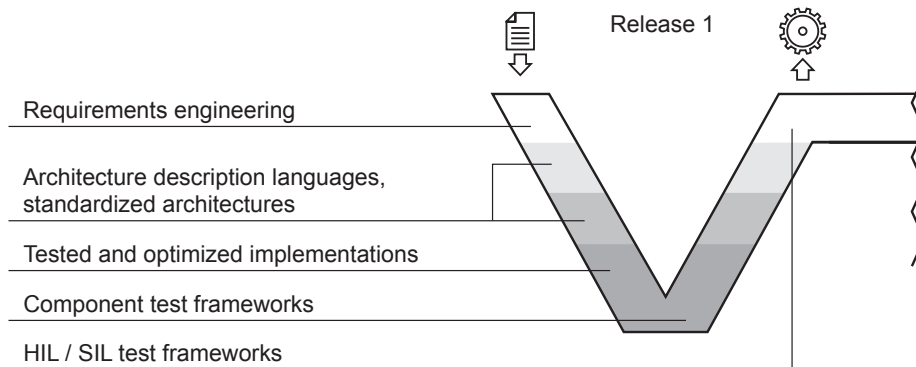 Release 1
Requirements engineering
Architecture description languages,
standardized architectures
Tested and optimized implementations
Component test frameworks
HIL / SIL test frameworks